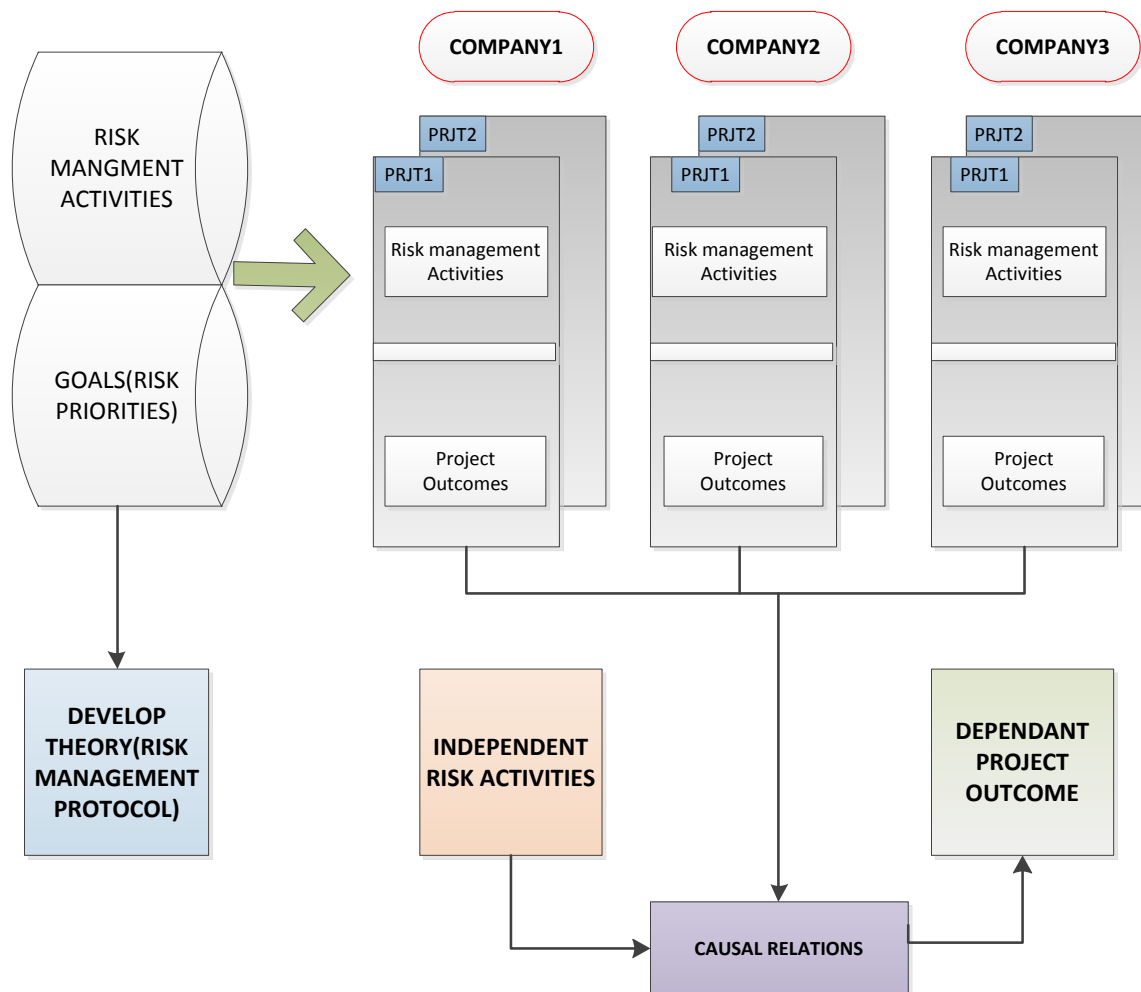 COMPANY1
COMPANY2
COMPANY3
RISK
MANGMENT
ACTIVITIES
GOALS(RISK
PRIORITIES)
PRJT2
PRJT1
Risk management
Activities
Project
Outcomes
PRJT2
PRJT1
Risk management
Activities
Project
Outcomes
PRJT2
PRJT1
Risk management
Activities
Project
Outcomes
DEVELOP
THEORY(RISK
MANAGEMENT
PROTOCOL)
INDEPENDENT
RISK ACTIVITIES
DEPENDANT
PROJECT
OUTCOME
CAUSAL RELATIONS